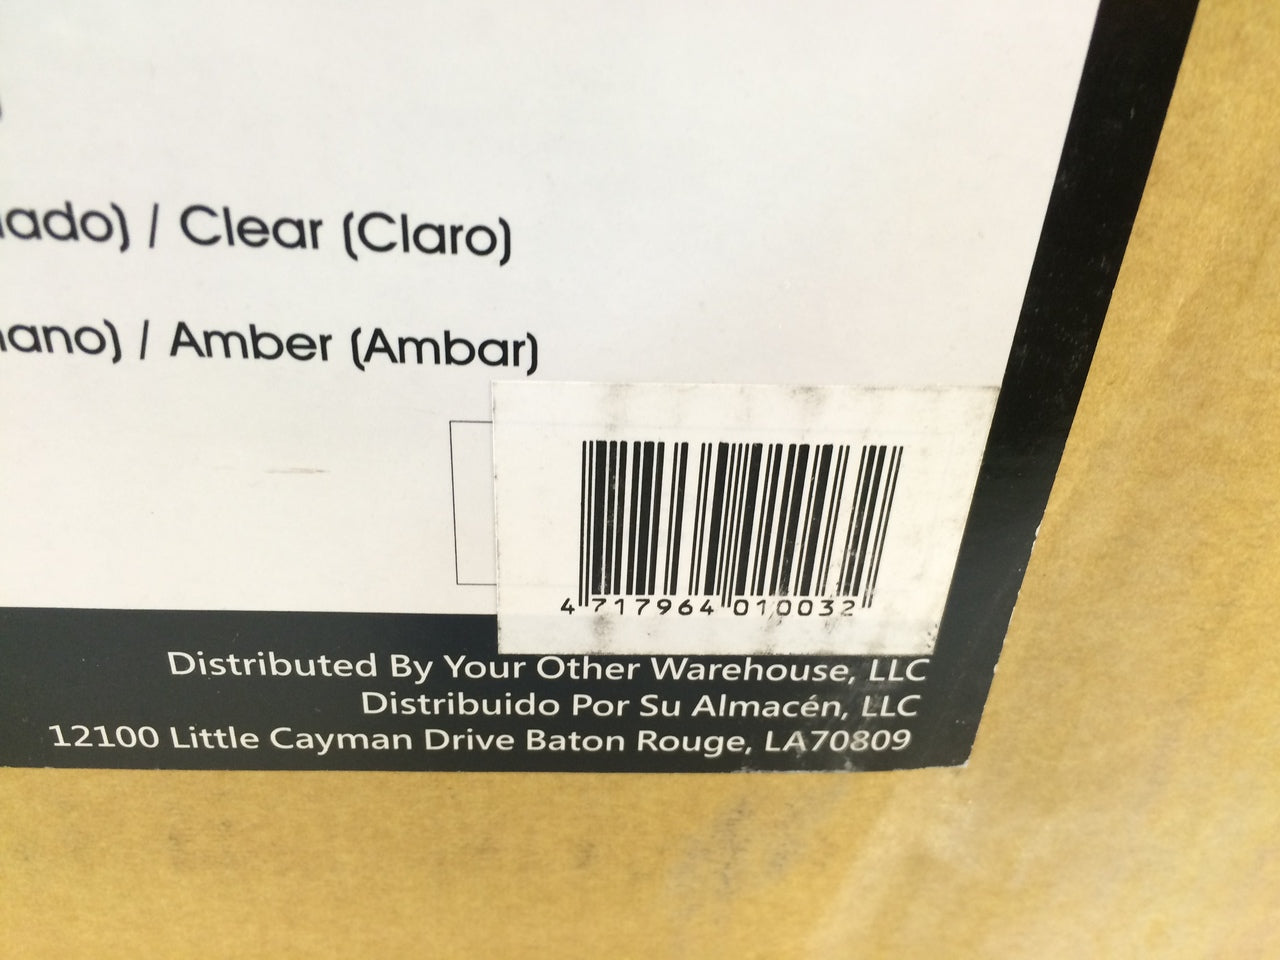 ado) / Clear (Claro)
ano) / Amber (Ambar)
4 717964 010032
Distributed By Your Other Warehouse, LLC
Distribuido Por Su Almacén, LLC
12100 Little Cayman Drive Baton Rouge, LA70809